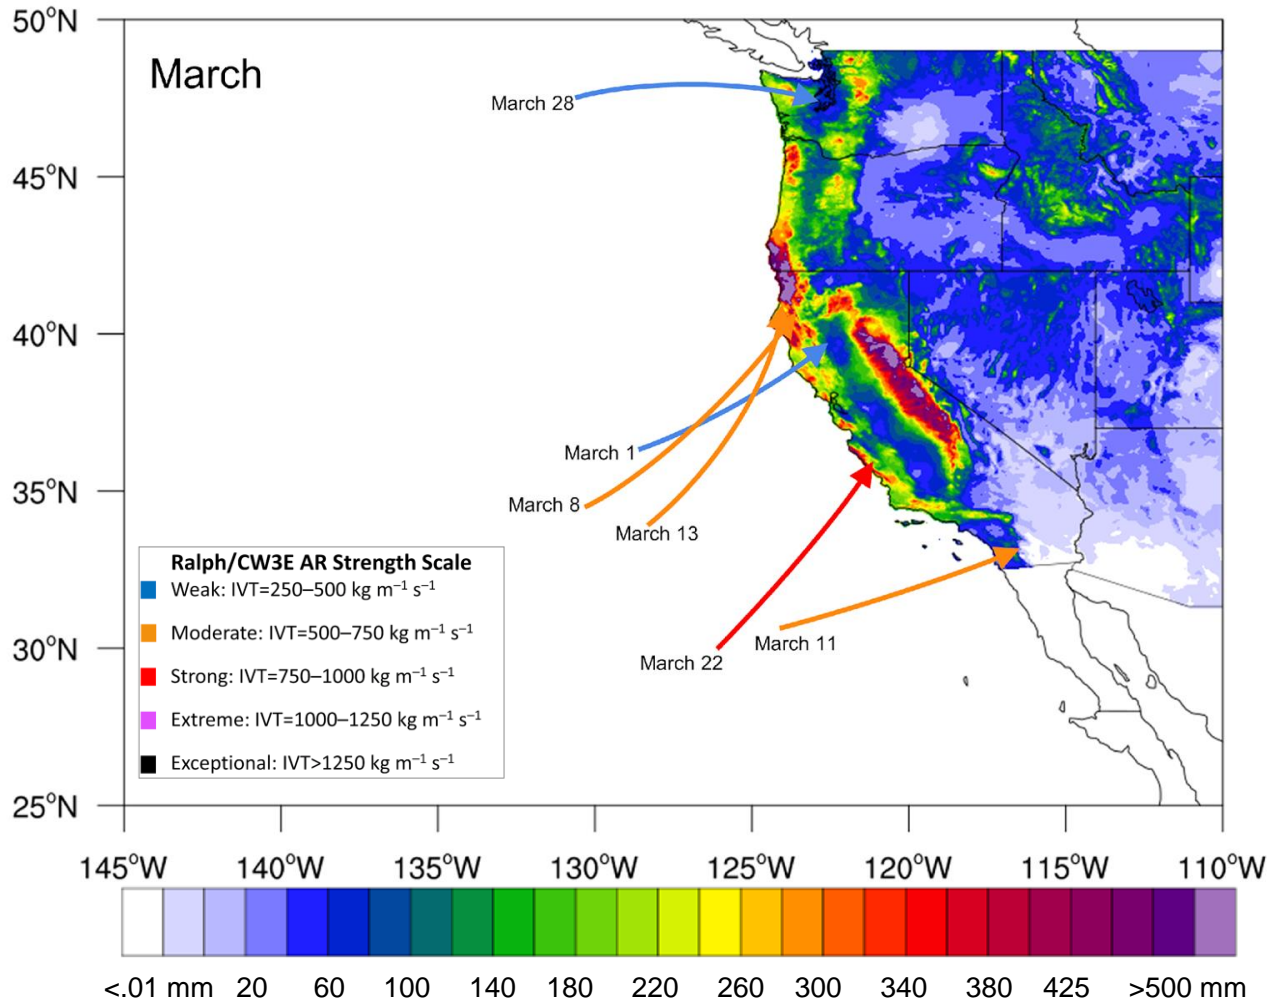 50°N
March
March 28
45°N
40°N
March 1
35°N
March 8
March 13
Ralph/CW3E AR Strength Scale
Weak: IVT=250–500 kg m⁻¹ s⁻¹
Moderate: IVT=500–750 kg m⁻¹ s⁻¹
March 11
30°N
March 22
Strong: IVT=750–1000 kg m⁻¹ s⁻¹
Extreme: IVT=1000–1250 kg m⁻¹ s⁻¹
Exceptional: IVT>1250 kg m⁻¹ s⁻¹
25°N
145°W 140°W 135°W 130°W 125°W 120°W 115°W 110°W
<.01 mm 20 60 100 140 180 220 260 300 340 380 425 >500 mm